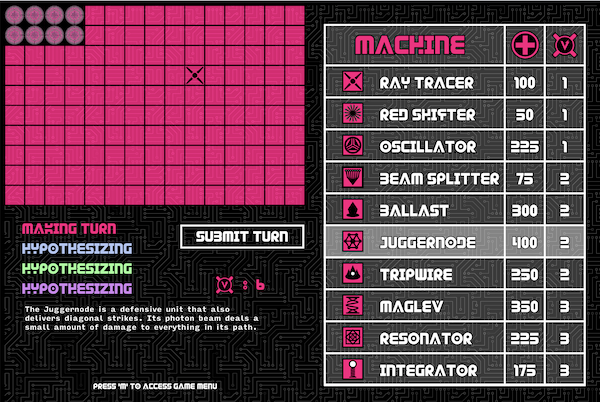 MAKING TURN
HYPOTHESIZING
HYPOTHESIZING
HYPOTHESIZING
SUBMIT TURN
V : 6
The Juggernode is a defensive unit that also
delivers diagonal strikes. Its photon beam deals a
small amount of damage to everything in its path.
PRESS 'M' TO ACCESS GAME MENU
MACHINE V
RAY TRACER 100 1
RED SHIFTER 50 1
OSCILLATOR 225 1
BEAM SPLITTER 75 2
BALLAST 300 2
JUGGERNODE 400 2
TRIPWIRE 250 2
MAGLEV 350 3
RESONATOR 225 3
INTEGRATOR 175 3